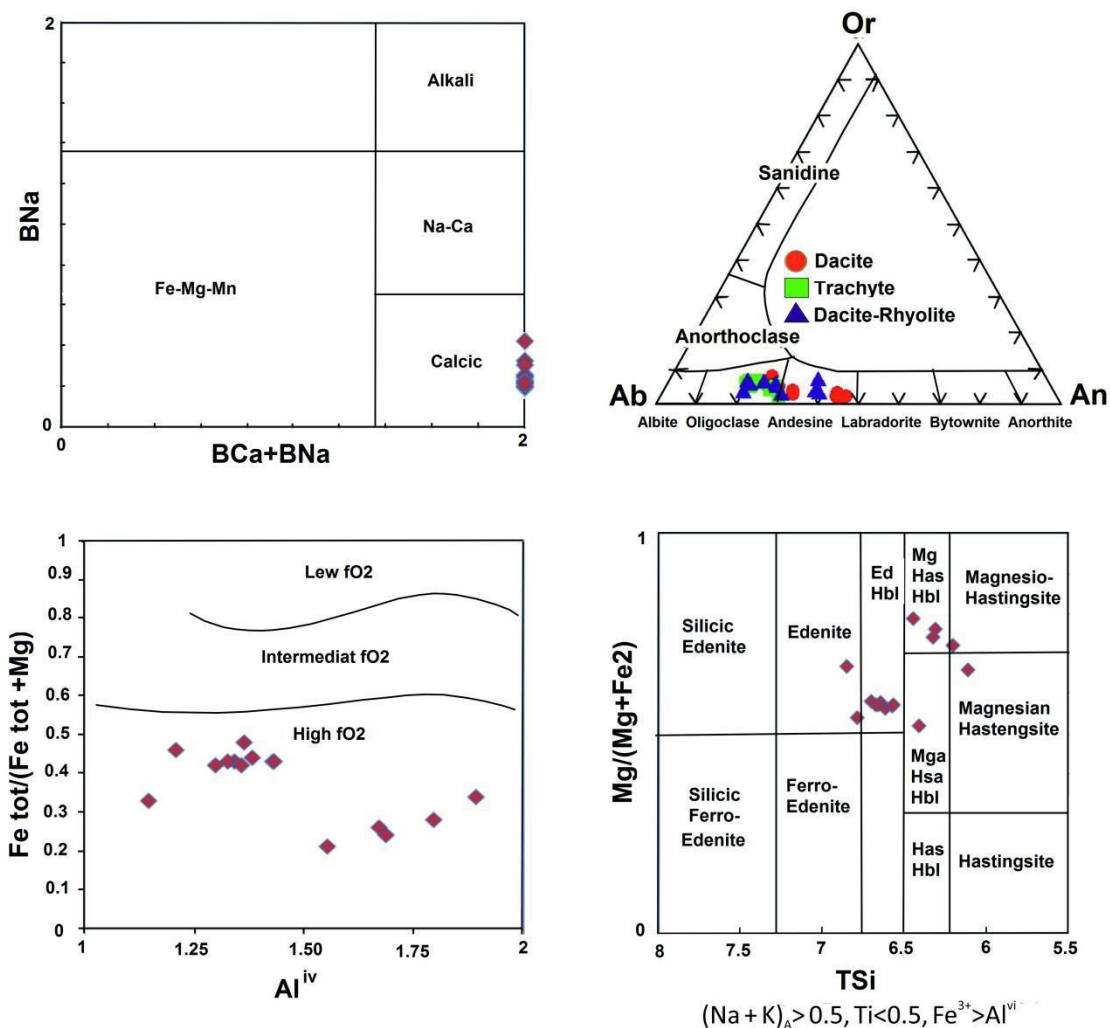 2
Alkali
BNa
Na-Ca
Fe-Mg-Mn
Calcic
0
0
2
BCa+BNa
Or
Sanidine
Dacite
Trachyte
Dacite-Rhyolite
Anorthoclase
Ab
An
Albite Oligoclase Andesine Labradorite Bytownite Anorthite
1
0.9
0.8
0.7
0.6
0.5
0.4
0.3
0.2
0.1
0
Fe tot/(Fe tot +Mg)
Lew fO2
Intermediat fO2
High fO2
1 1.25 1.50 1.75 2
Al^iv
1
0
Mg/(Mg+Fe2)
Silicic
Edenite
Edenite
Ed
Hbl
Mg
Has
Hbl
Magnesio-
Hastingsite
Silicic
Ferro-
Edenite
Ferro-
Edenite
Mga
Hsa
Hbl
Magnesian
Hastengsite
Has
Hbl
Hastingsite
8 7.5 7 6.5 6 5.5
TSi
(Na + K)_A > 0.5, Ti<0.5, Fe³⁺>Al^vi